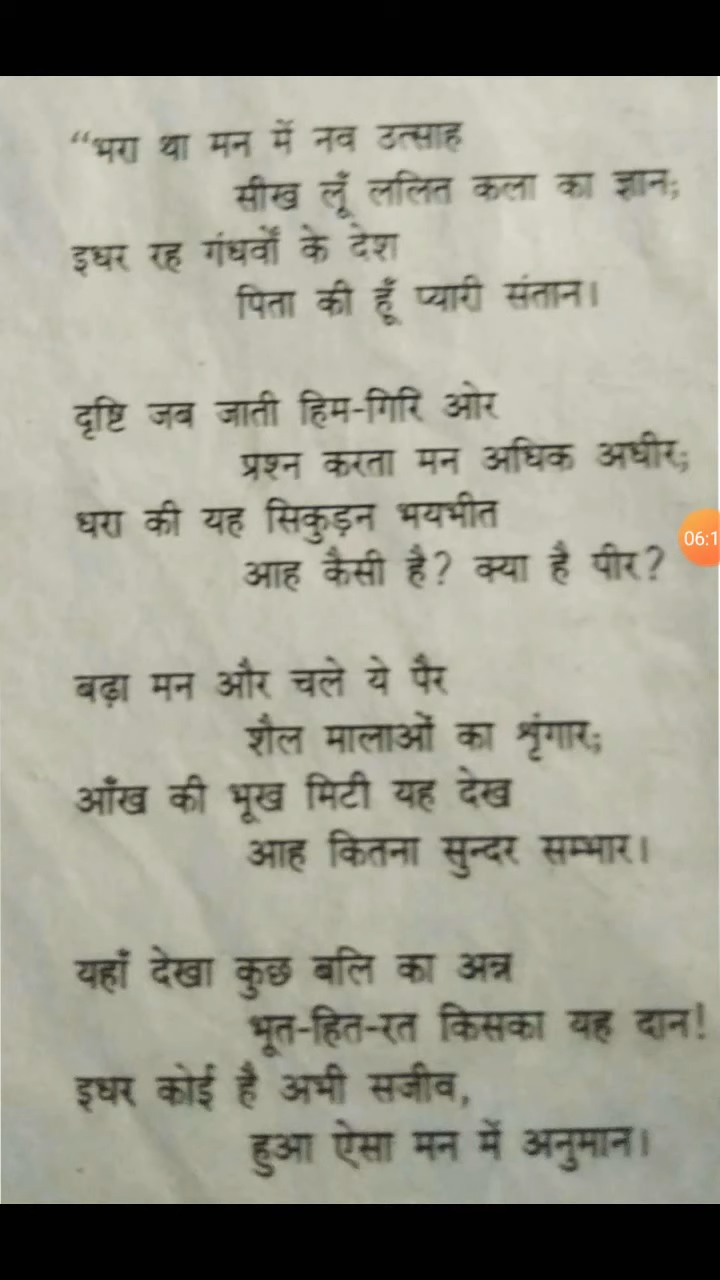 “भरा था मन में नव उत्साह
सीख लूँ ललित कला का ज्ञान;
इधर रह गंधर्वों के देश
पिता की हूँ प्यारी संतान।
दृष्टि जब जाती हिम-गिरि ओर
प्रश्न करता मन अधिक अधीर;
धरा की यह सिकुड़न भयभीत
आह कैसी है? क्या है पीर?
बढ़ा मन और चले ये पैर
शैल मालाओं का शृंगार;
आँख की भूख मिटी यह देख
आह कितना सुन्दर सम्भार।
यहाँ देखा कुछ बलि का अन्न
भूत-हित-रत किसका यह दान!
इधर कोई है अभी सजीव,
हुआ ऐसा मन में अनुमान।
06:1